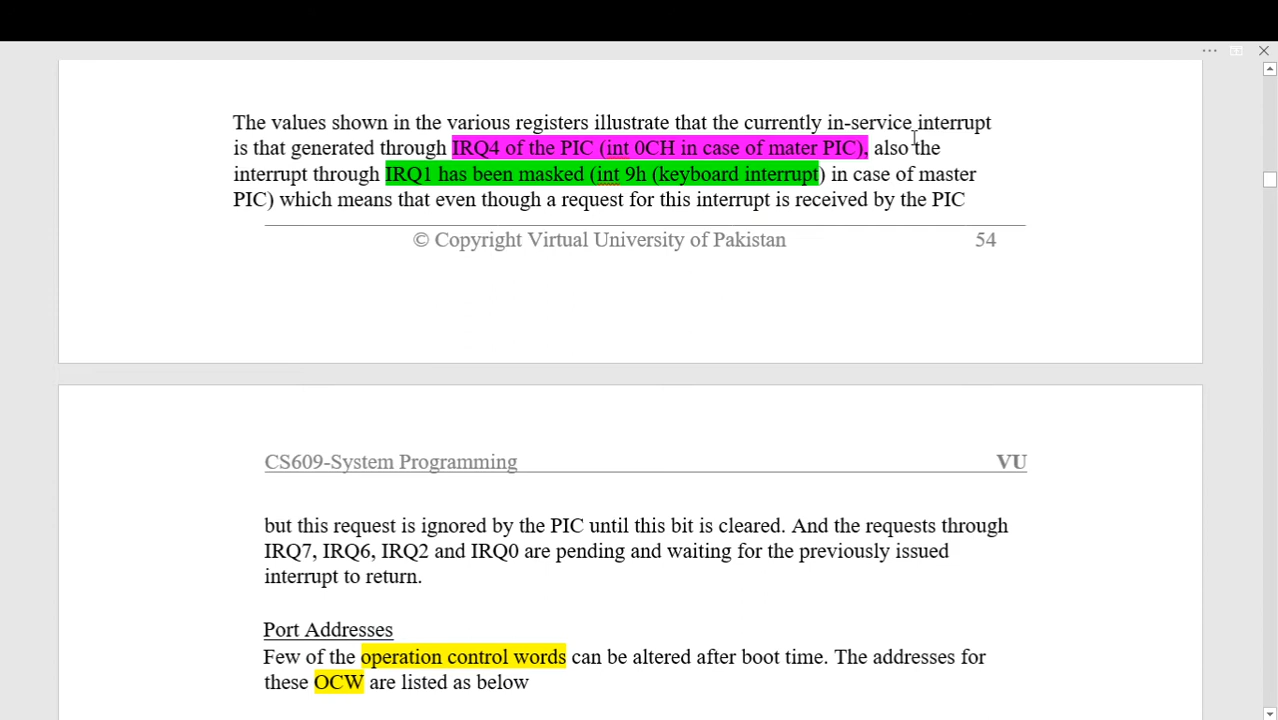 The values shown in the various registers illustrate that the currently in-service interrupt
is that generated through IRQ4 of the PIC (int 0CH in case of mater PIC), also the
interrupt through IRQ1 has been masked (int 9h (keyboard interrupt) in case of master
PIC) which means that even though a request for this interrupt is received by the PIC
© Copyright Virtual University of Pakistan 54
CS609-System Programming VU
but this request is ignored by the PIC until this bit is cleared. And the requests through
IRQ7, IRQ6, IRQ2 and IRQ0 are pending and waiting for the previously issued
interrupt to return.
Port Addresses
Few of the operation control words can be altered after boot time. The addresses for
these OCW are listed as below